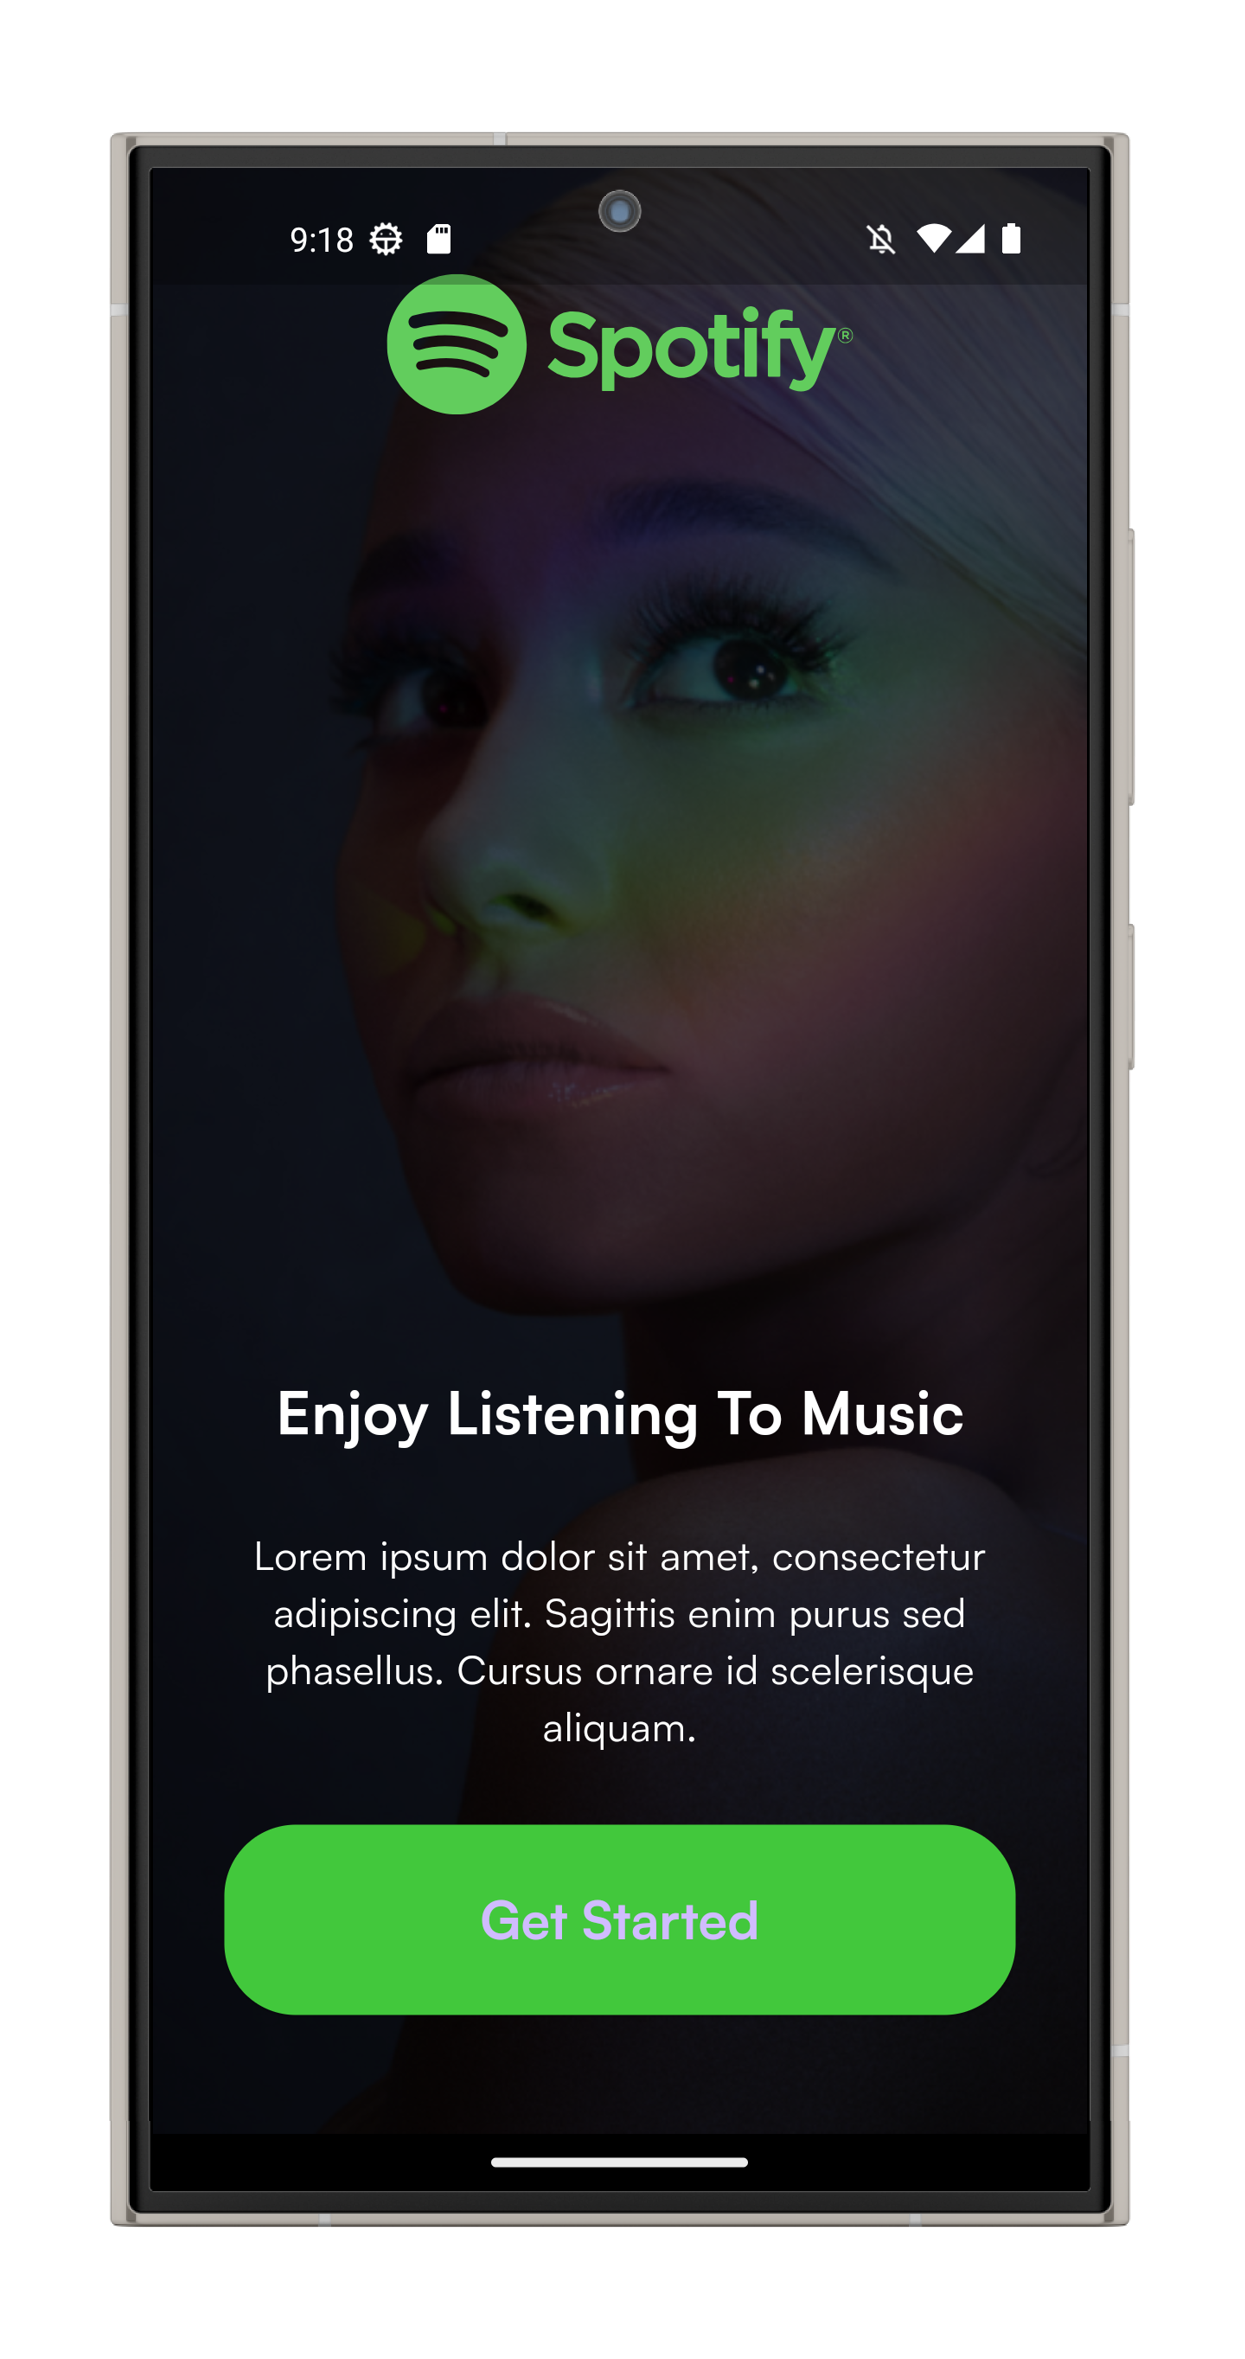 9:18
Spotify®
Enjoy Listening To Music
Lorem ipsum dolor sit amet, consectetur
adipiscing elit. Sagittis enim purus sed
phasellus. Cursus ornare id scelerisque
aliquam.
Get Started